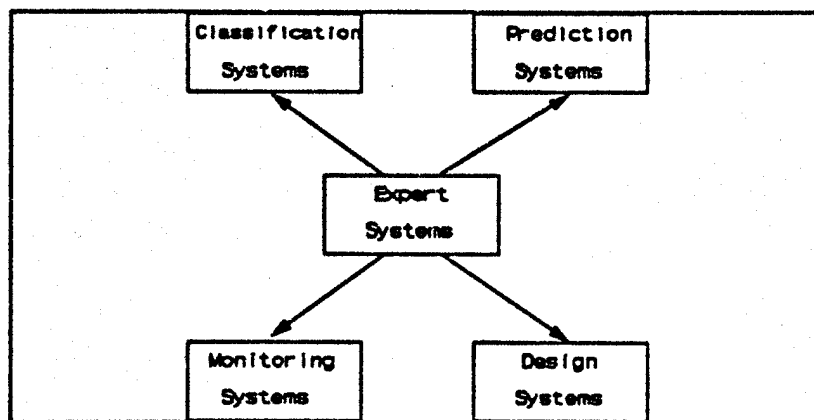 Classification
Systems
Prediction
Systems
Expert
Systems
Monitoring
Systems
Design
Systems